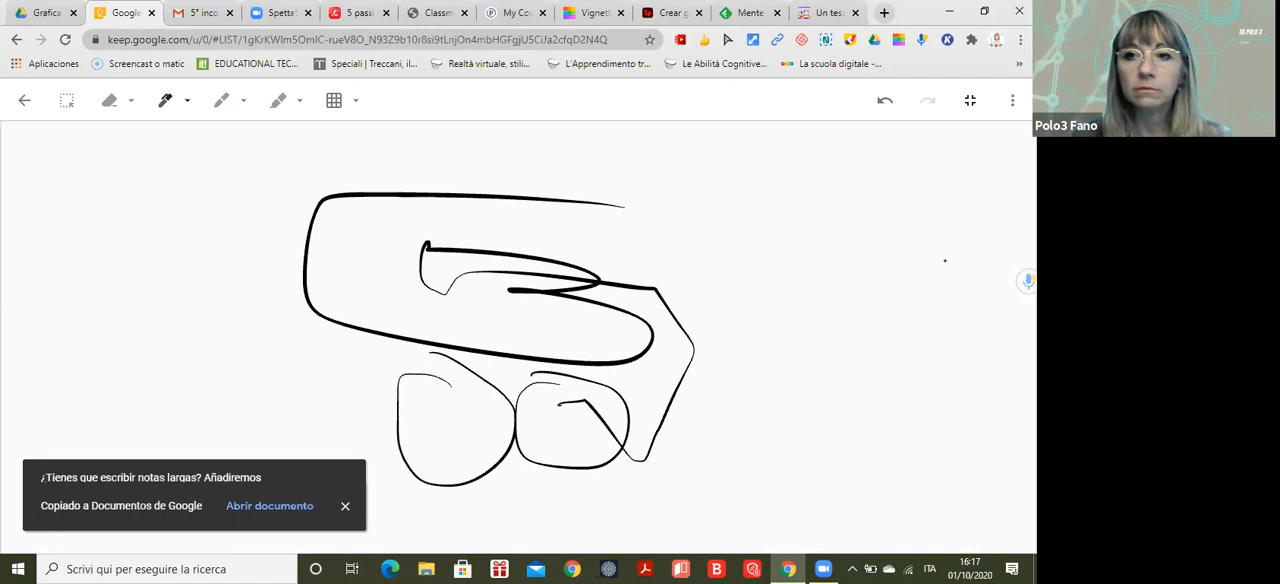 Grafica
Google
5° inco
Spettat
5 passi
Classm
My Co
Vignett
Crear g
Mente
Un tes
keep.google.com/u/0/#LIST/1gKrKWIm5OmIC-rueV8O_N93Z9b10r8si9tLnjOn4mbHGFgjU5CiJa2cfqD2N4Q
Aplicaciones
Screencast o matic
EDUCATIONAL TEC...
Speciali | Treccani, il...
Realtà virtuale, stili...
L'Apprendimento tr...
Le Abilità Cognitive...
La scuola digitale -...
Polo3 Fano
¿Tienes que escribir notas largas? Añadiremos
Copiado a Documentos de Google
Abrir documento
Scrivi qui per eseguire la ricerca
ITA
16:17
01/10/2020